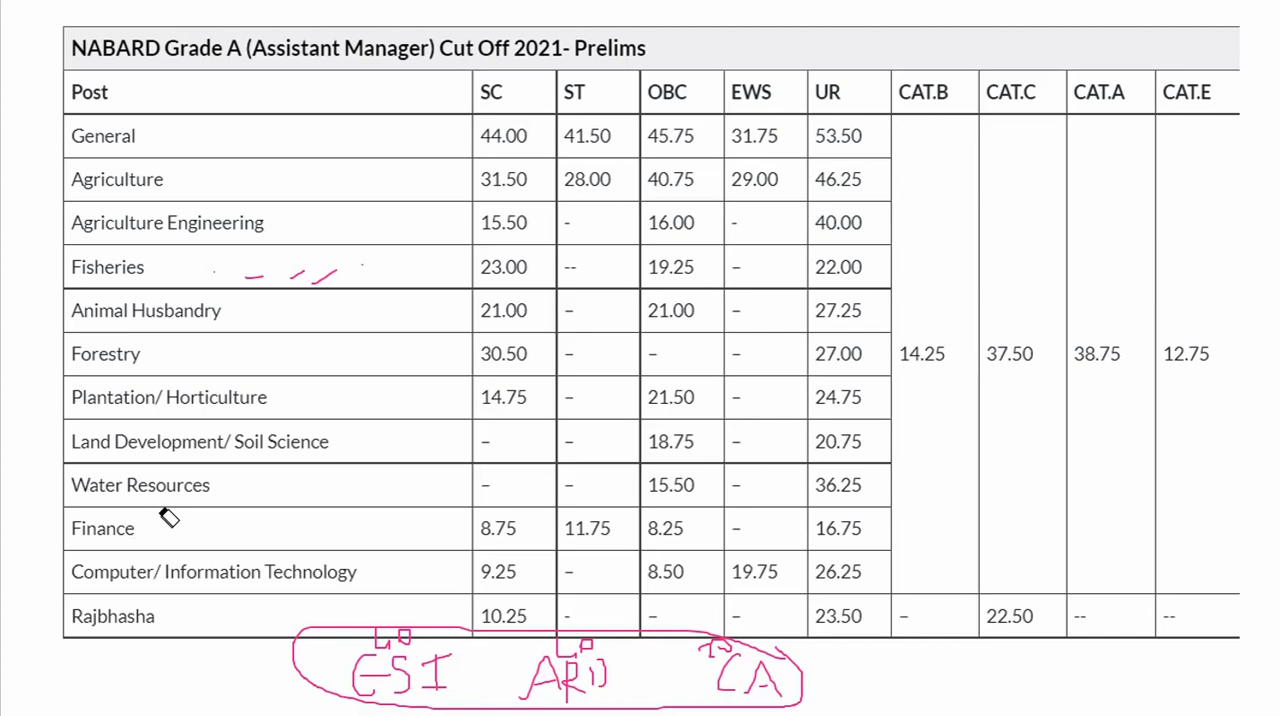 NABARD Grade A (Assistant Manager) Cut Off 2021- Prelims
Post SC ST OBC EWS UR CAT.B CAT.C CAT.A CAT.E
General 44.00 41.50 45.75 31.75 53.50
Agriculture 31.50 28.00 40.75 29.00 46.25
Agriculture Engineering 15.50 - 16.00 - 40.00
Fisheries 23.00 -- 19.25 – 22.00
Animal Husbandry 21.00 – 21.00 – 27.25
Forestry 30.50 – – – 27.00 14.25 37.50 38.75 12.75
Plantation/ Horticulture 14.75 – 21.50 – 24.75
Land Development/ Soil Science – – 18.75 – 20.75
Water Resources – – 15.50 – 36.25
Finance 8.75 11.75 8.25 – 16.75
Computer/ Information Technology 9.25 – 8.50 19.75 26.25
Rajbhasha 10.25 - – – 23.50 – 22.50 -- --
ESI ARD CA